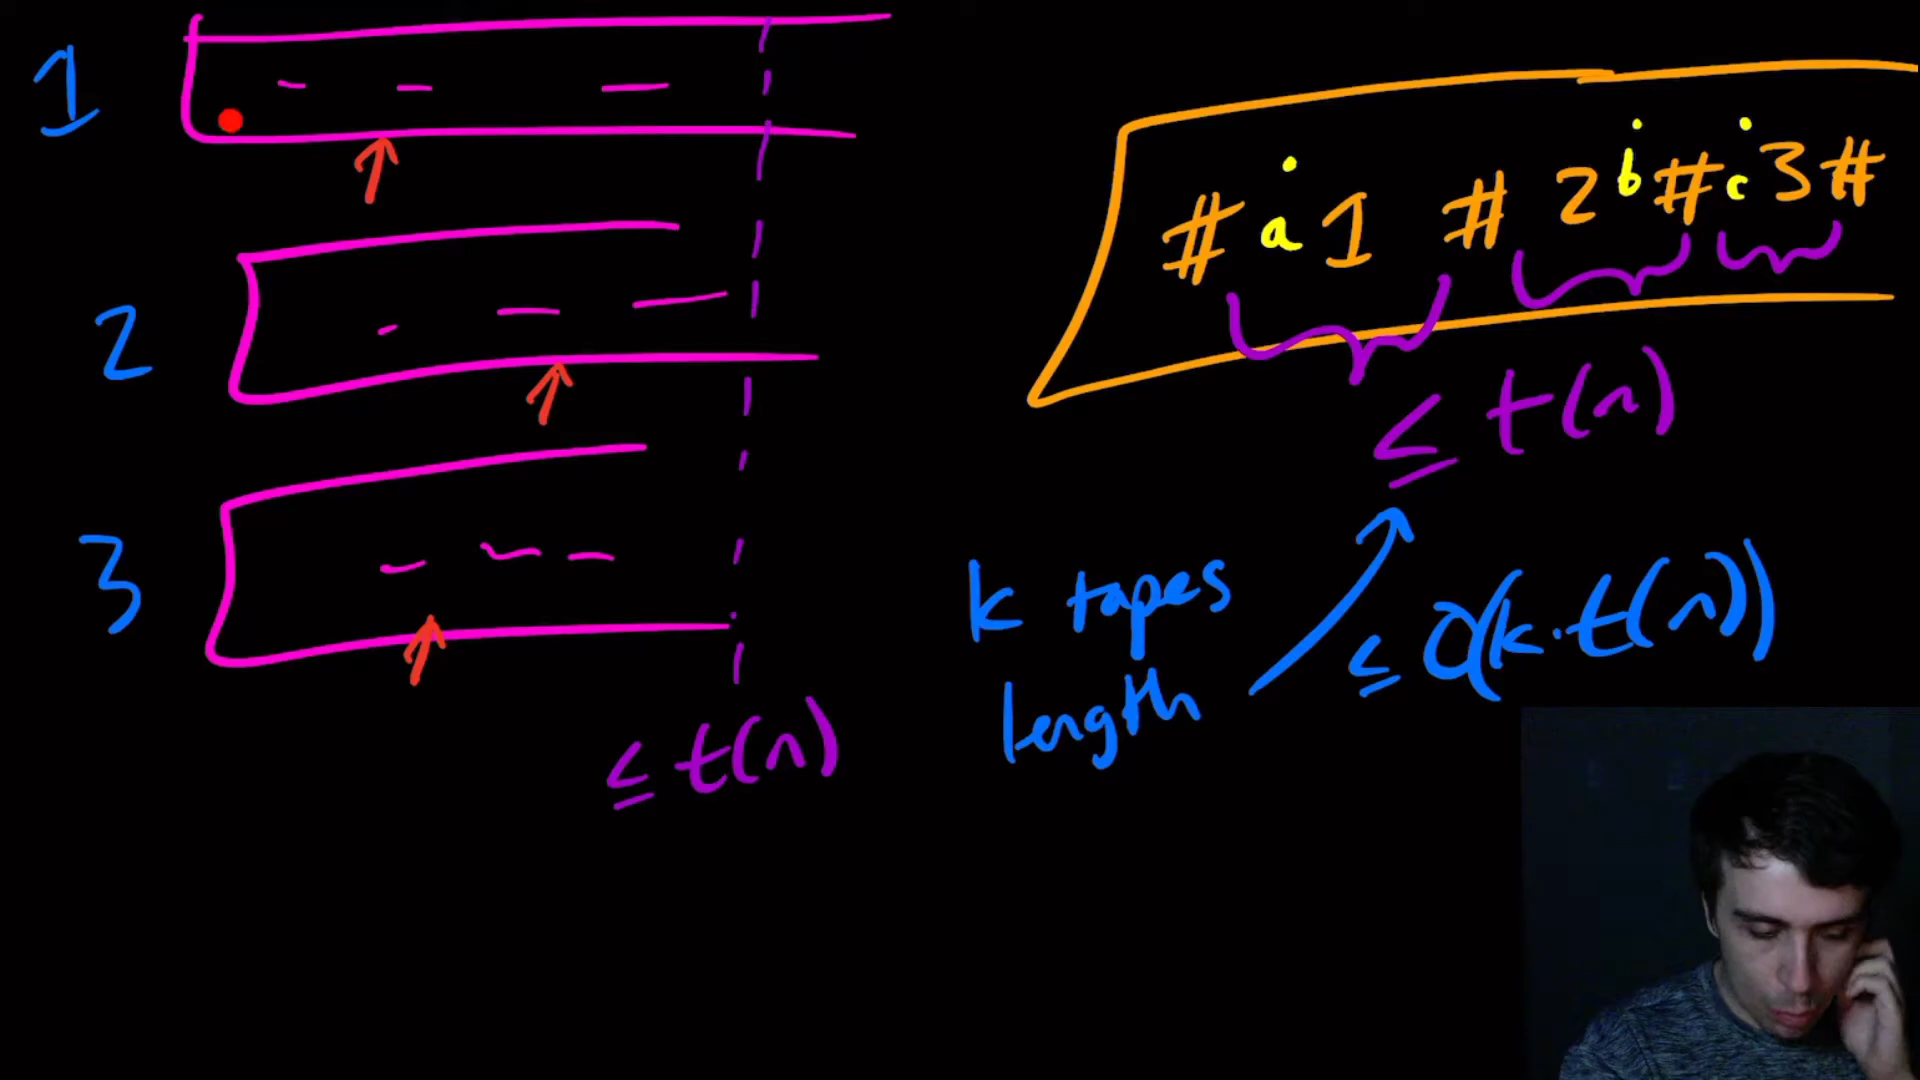 1
2
3
≤ t(n)
# ȧ 1 # 2 ḃ # ċ 3 #
≤ t(n)
k tapes
length
≤ O(k·t(n))